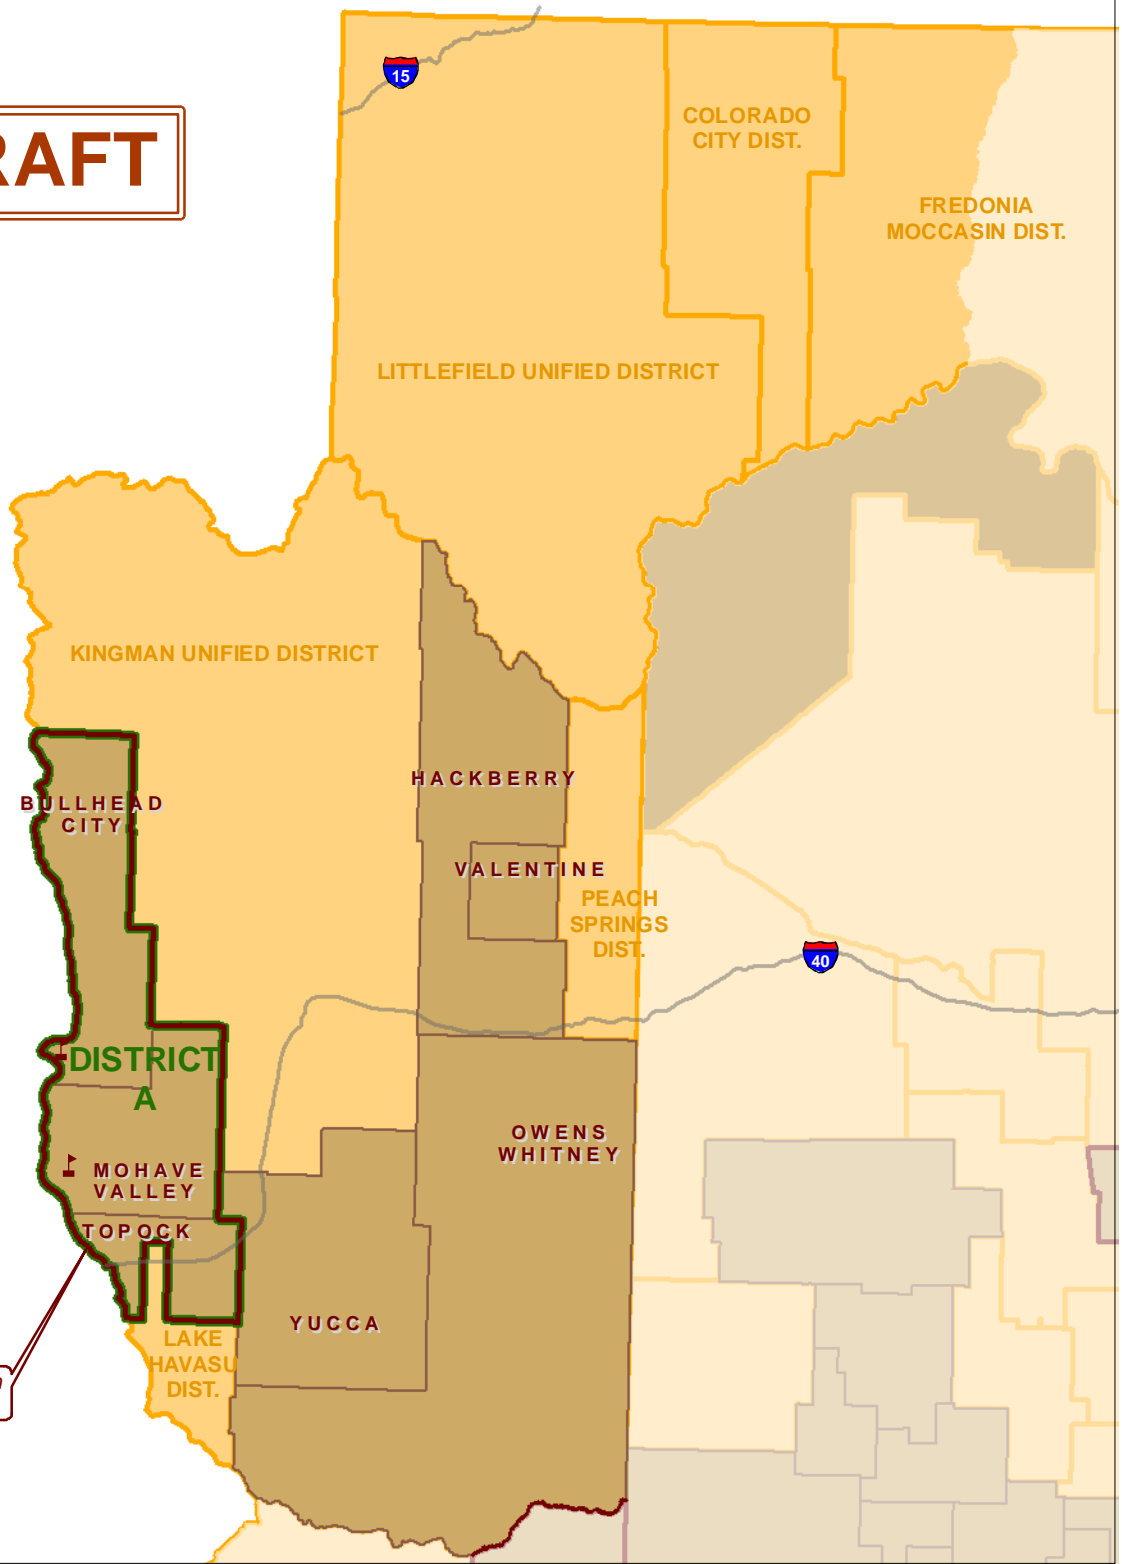 15
COLORADO
CITY DIST.
RAFT
FREDONIA
MOCCASIN DIST.
LITTLEFIELD UNIFIED DISTRICT
KINGMAN UNIFIED DISTRICT
HACKBERRY
BULLHEAD
CITY
VALENTINE
PEACH
SPRINGS
DIST.
40
DISTRICT
A
OWENS
WHITNEY
MOHAVE
VALLEY
TOPOCK
YUCCA
LAKE
HAVASU
DIST.